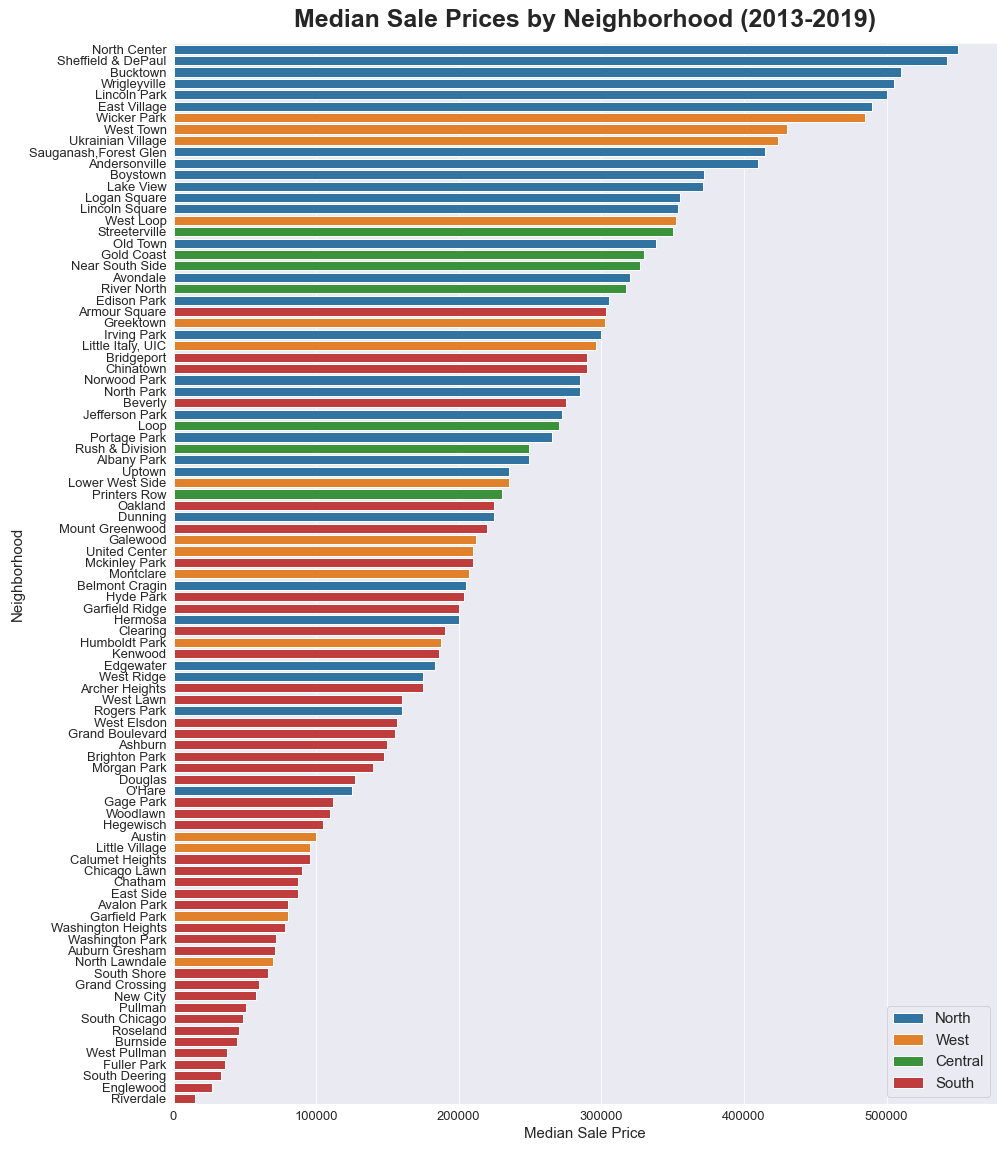 Median Sale Prices by Neighborhood (2013-2019)
North Center
Sheffield & DePaul
Bucktown
Wrigleyville
Lincoln Park
East Village
Wicker Park
West Town
Ukrainian Village
Sauganash,Forest Glen
Andersonville
Boystown
Lake View
Logan Square
Lincoln Square
West Loop
Streeterville
Old Town
Gold Coast
Near South Side
Avondale
River North
Edison Park
Armour Square
Greektown
Irving Park
Little Italy, UIC
Bridgeport
Chinatown
Norwood Park
North Park
Beverly
Jefferson Park
Loop
Portage Park
Rush & Division
Albany Park
Uptown
Lower West Side
Printers Row
Oakland
Dunning
Mount Greenwood
Galewood
United Center
Mckinley Park
Montclare
Belmont Cragin
Hyde Park
Garfield Ridge
Hermosa
Clearing
Humboldt Park
Kenwood
Edgewater
West Ridge
Archer Heights
West Lawn
Rogers Park
West Elsdon
Grand Boulevard
Ashburn
Brighton Park
Morgan Park
Douglas
O'Hare
Gage Park
Woodlawn
Hegewisch
Austin
Little Village
Calumet Heights
Chicago Lawn
Chatham
East Side
Avalon Park
Garfield Park
Washington Heights
Washington Park
Auburn Gresham
North Lawndale
South Shore
Grand Crossing
New City
Pullman
South Chicago
Roseland
Burnside
West Pullman
Fuller Park
South Deering
Englewood
Riverdale
Neighborhood
North
West
Central
South
0 100000 200000 300000 400000 500000
Median Sale Price